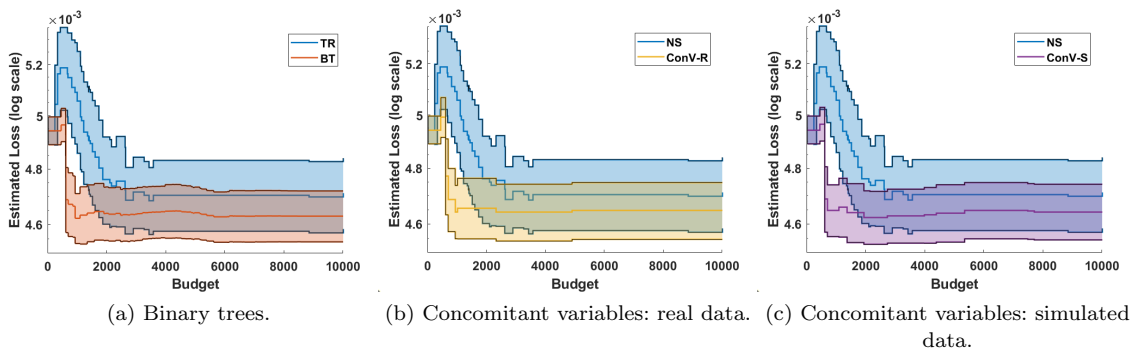 ×10⁻³
Estimated Loss (log scale)
5.2
5
4.8
4.6
0
2000
4000
6000
8000
10000
Budget
TR
BT
(a) Binary trees.
×10⁻³
Estimated Loss (log scale)
5.2
5
4.8
4.6
0
2000
4000
6000
8000
10000
Budget
NS
ConV-R
(b) Concomitant variables: real data.
×10⁻³
Estimated Loss (log scale)
5.2
5
4.8
4.6
0
2000
4000
6000
8000
10000
Budget
NS
ConV-S
(c) Concomitant variables: simulated
data.